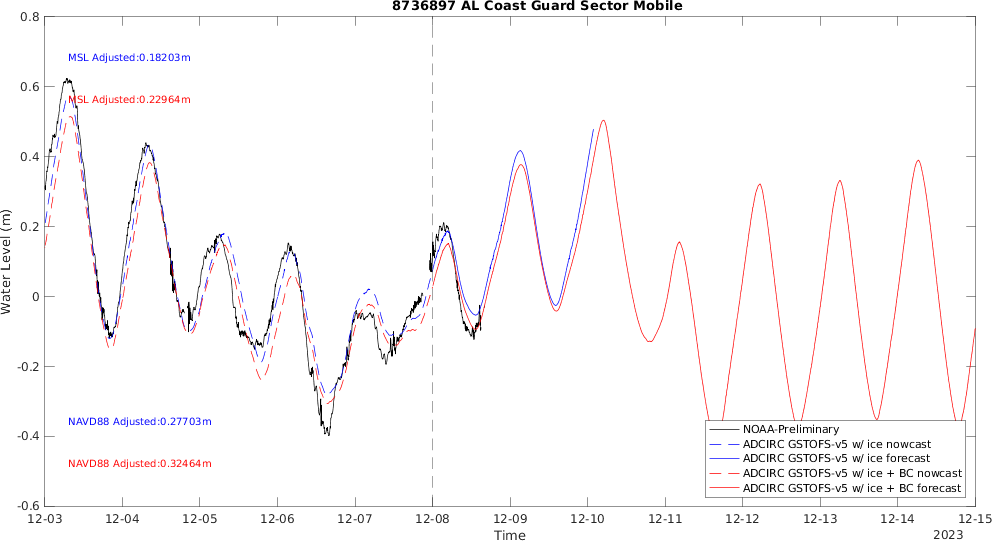 8736897 AL Coast Guard Sector Mobile
0.8
0.6
0.4
0.2
0
-0.2
-0.4
-0.6
Water Level (m)
MSL Adjusted:0.18203m
MSL Adjusted:0.22964m
NAVD88 Adjusted:0.27703m
NAVD88 Adjusted:0.32464m
NOAA-Preliminary
ADCIRC GSTOFS-v5 w/ ice nowcast
ADCIRC GSTOFS-v5 w/ ice forecast
ADCIRC GSTOFS-v5 w/ ice + BC nowcast
ADCIRC GSTOFS-v5 w/ ice + BC forecast
12-03 12-04 12-05 12-06 12-07 12-08 12-09 12-10 12-11 12-12 12-13 12-14 12-15
Time
2023